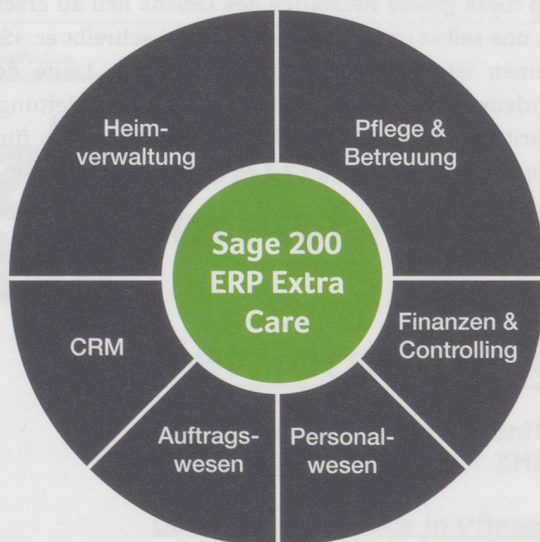 Heim-
verwaltung
Pflege &
Betreuung
Sage 200
ERP Extra
Care
CRM
Finanzen &
Controlling
Auftrags-
wesen
Personal-
wesen